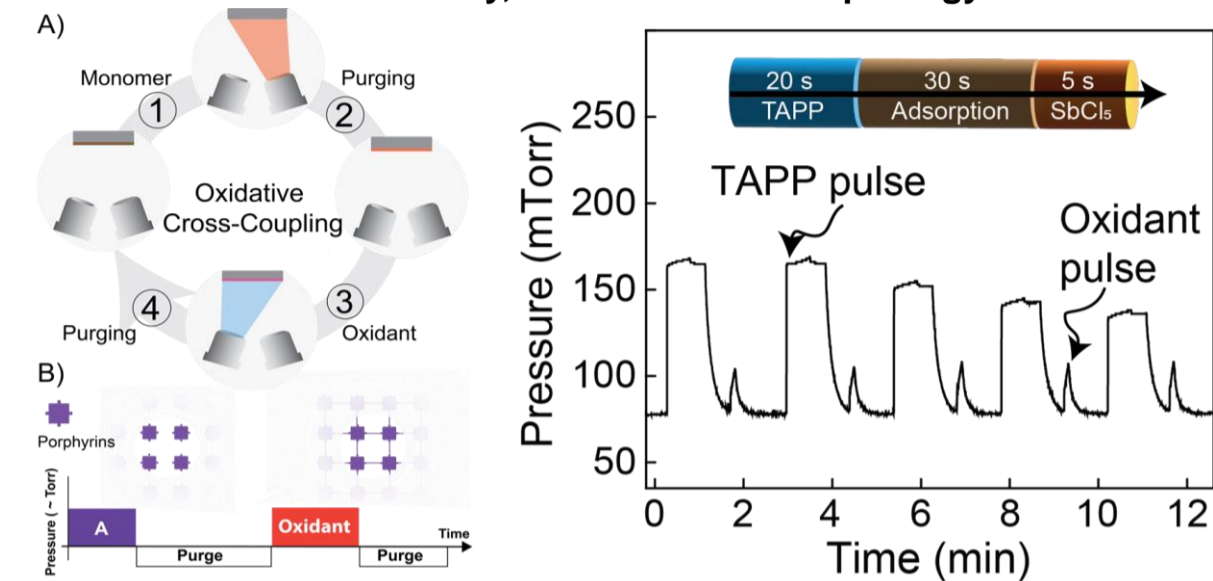 A)
Monomer
Purging
1
2
Oxidative
Cross-Coupling
4
3
Purging
Oxidant
B)
Porphyrins
Pressure ( ~ Torr)
A
Oxidant
Time
Purge
Purge
20 s
30 s
5 s
TAPP
Adsorption
SbCl₅
TAPP pulse
Oxidant
pulse
Pressure (mTorr)
250
200
150
100
50
0
2
4
6
8
10
12
Time (min)